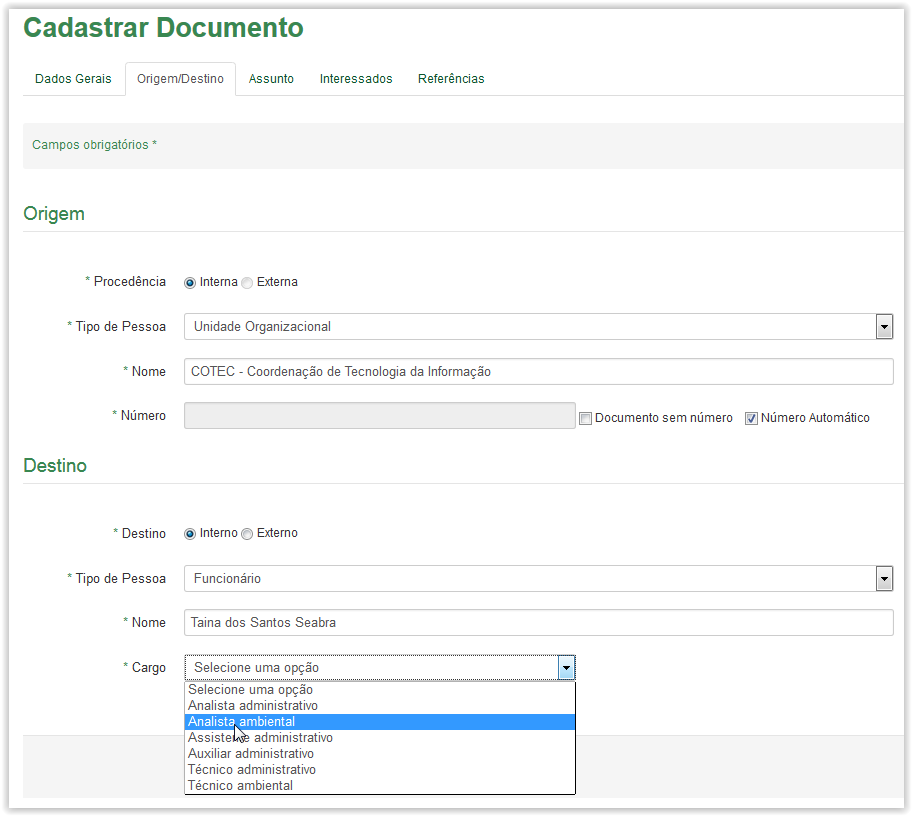 Cadastrar Documento
Dados Gerais Origem/Destino Assunto Interessados Referências
Campos obrigatórios *
Origem
* Procedência Interna Externa
* Tipo de Pessoa Unidade Organizacional
* Nome COTEC - Coordenação de Tecnologia da Informação
* Número Documento sem número Número Automático
Destino
* Destino Interno Externo
* Tipo de Pessoa Funcionário
* Nome Taina dos Santos Seabra
* Cargo Selecione uma opção
Selecione uma opção
Analista administrativo
Analista ambiental
Assistente administrativo
Auxiliar administrativo
Técnico administrativo
Técnico ambiental